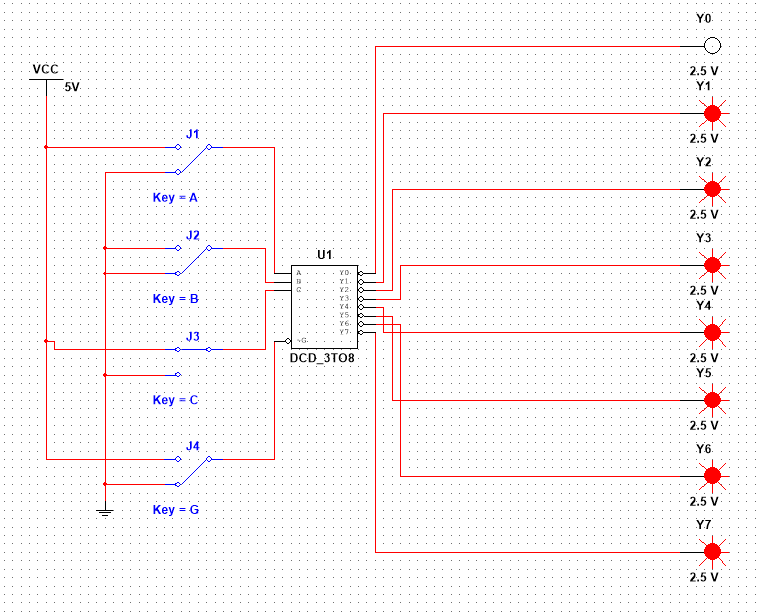 Y0
2.5 V
VCC
5V
Y1
2.5 V
J1
Key = A
Y2
2.5 V
J2
Key = B
Y3
2.5 V
U1
A
B
C
~G
Y0
Y1
Y2
Y3
Y4
Y5
Y6
Y7
DCD_3TO8
Y4
2.5 V
J3
Key = C
Y5
2.5 V
J4
Key = G
Y6
2.5 V
Y7
2.5 V